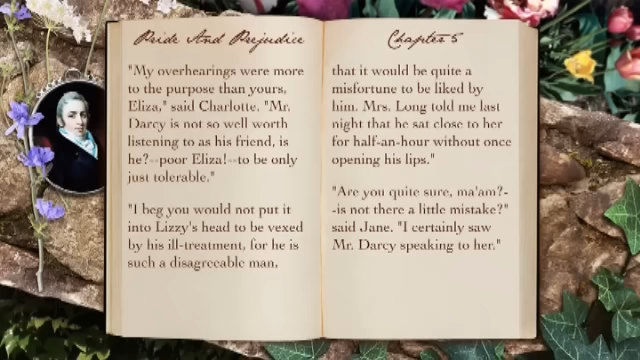 Pride And Prejudice
"My overhearings were more
to the purpose than yours,
Eliza," said Charlotte. "Mr.
Darcy is not so well worth
listening to as his friend, is
he?--poor Eliza!--to be only
just tolerable."
"I beg you would not put it
into Lizzy's head to be vexed
by his ill-treatment, for he is
such a disagreeable man,
Chapter 5
that it would be quite a
misfortune to be liked by
him. Mrs. Long told me last
night that he sat close to her
for half-an-hour without once
opening his lips."
"Are you quite sure, ma'am?-
-is not there a little mistake?"
said Jane. "I certainly saw
Mr. Darcy speaking to her."